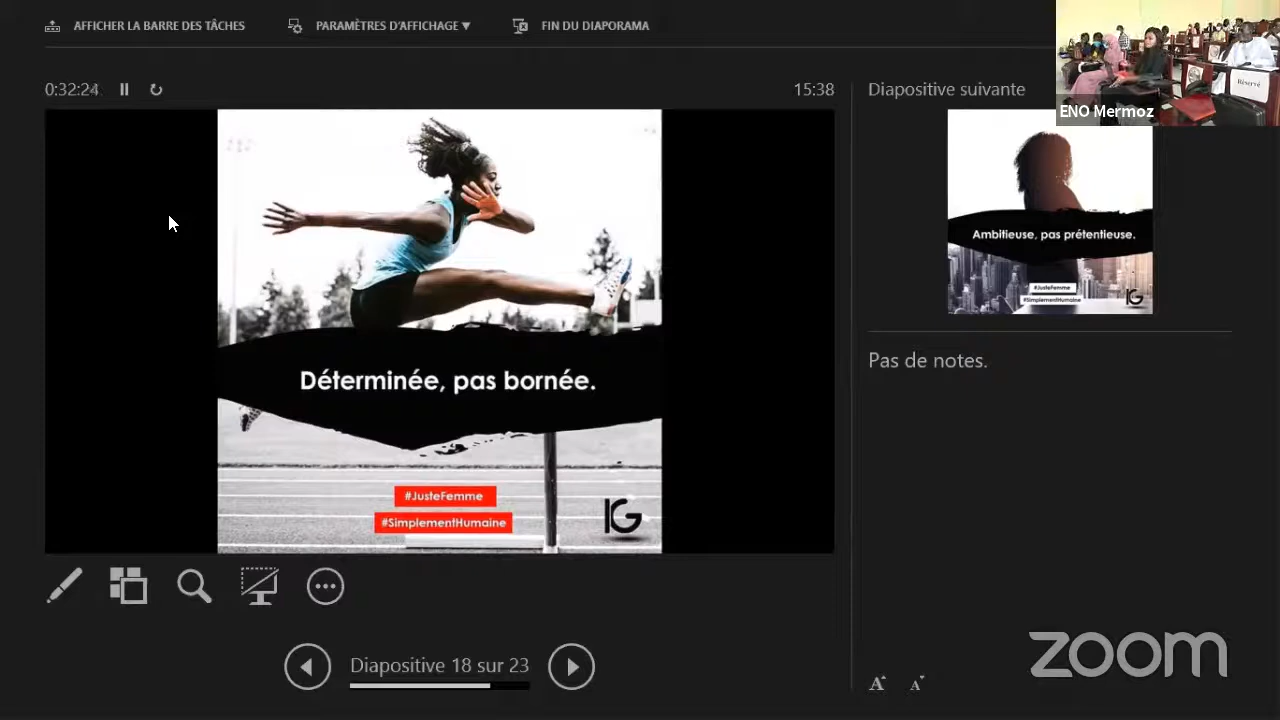 AFFICHER LA BARRE DES TÂCHES
PARAMÈTRES D'AFFICHAGE ▼
FIN DU DIAPORAMA
0:32:24
15:38
Diapositive suivante
Réservé
ENO Mermoz
Déterminée, pas bornée.
#JusteFemme
#SimplementHumaine
IG
Ambitieuse, pas prétentieuse.
#JusteFemme
#SimplementHumaine
IG
Pas de notes.
Diapositive 18 sur 23
A A
zoom